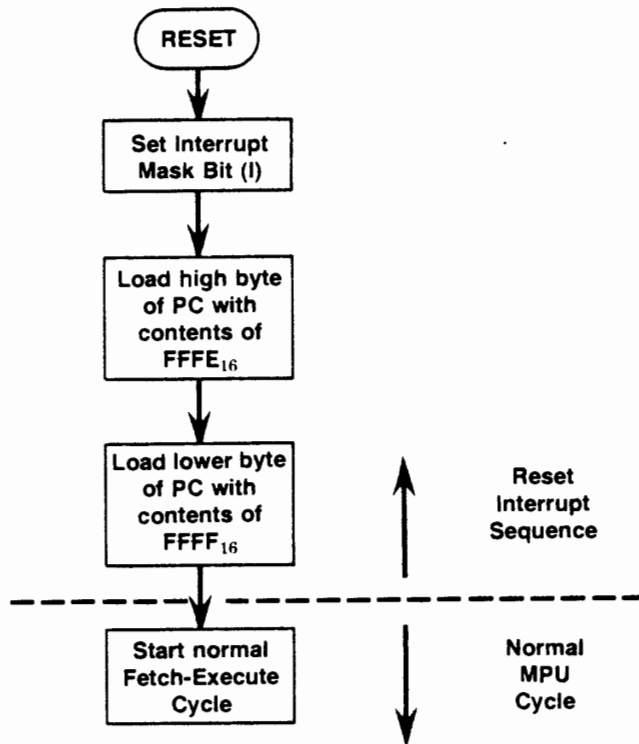 RESET
Set Interrupt
Mask Bit (I)
Load high byte
of PC with
contents of
FFFE₁₆
Load lower byte
of PC with
contents of
FFFF₁₆
Reset
Interrupt
Sequence
Start normal
Fetch-Execute
Cycle
Normal
MPU
Cycle